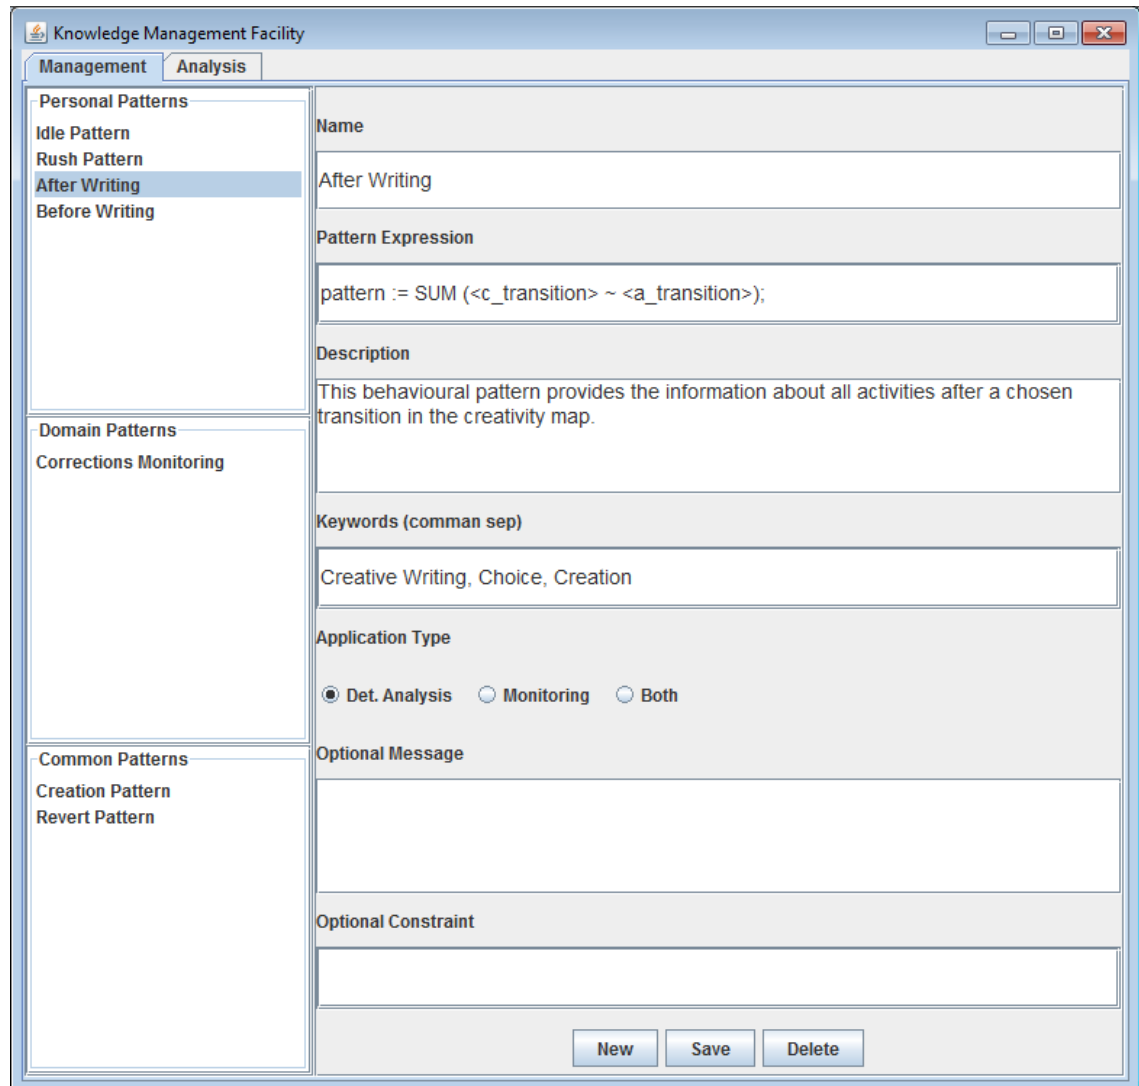 Knowledge Management Facility
Management Analysis
Personal Patterns
Idle Pattern
Rush Pattern
After Writing
Before Writing
Domain Patterns
Corrections Monitoring
Common Patterns
Creation Pattern
Revert Pattern
Name
After Writing
Pattern Expression
pattern := SUM (<c_transition> ~ <a_transition>);
Description
This behavioural pattern provides the information about all activities after a chosen
transition in the creativity map.
Keywords (comman sep)
Creative Writing, Choice, Creation
Application Type
Det. Analysis Monitoring Both
Optional Message
Optional Constraint
New Save Delete